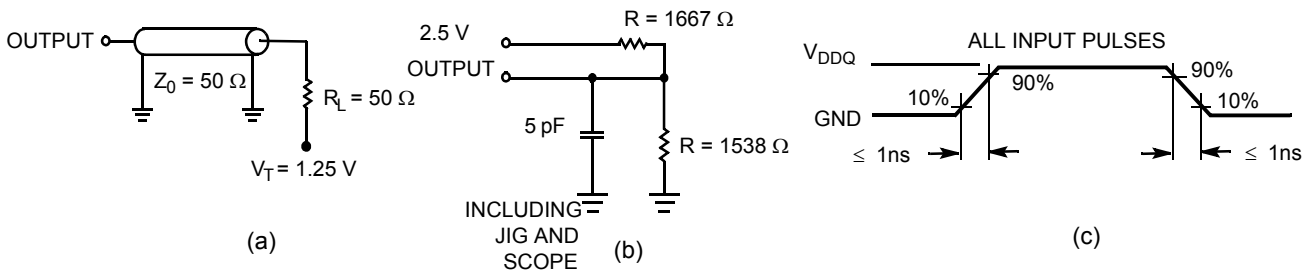 OUTPUT
Z0 = 50 Ω
RL = 50 Ω
VT = 1.25 V
(a)
R = 1667 Ω
2.5 V
OUTPUT
5 pF
R = 1538 Ω
INCLUDING
JIG AND
SCOPE
(b)
ALL INPUT PULSES
VDDQ
90%
90%
10%
10%
GND
≤ 1ns
≤ 1ns
(c)